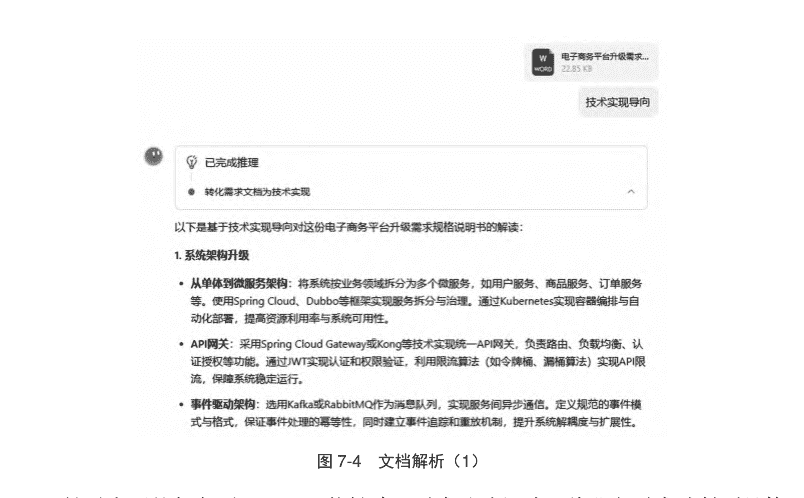 电子商务平台升级需求...
W
WORD
22.85 KB
技术实现导向
已完成推理
转化需求文档为技术实现
以下是基于技术实现导向对这份电子商务平台升级需求规格说明书的解读：
1. 系统架构升级
• 从单体到微服务架构：将系统按业务领域拆分为多个微服务，如用户服务、商品服务、订单服务
等。使用Spring Cloud、Dubbo等框架实现服务拆分与治理。通过Kubernetes实现容器编排与自
动化部署，提高资源利用率与系统可用性。
• API网关：采用Spring Cloud Gateway或Kong等技术实现统一API网关，负责路由、负载均衡、认
证授权等功能。通过JWT实现认证和权限验证，利用限流算法（如令牌桶、漏桶算法）实现API限
流，保障系统稳定运行。
• 事件驱动架构：选用Kafka或RabbitMQ作为消息队列，实现服务间异步通信。定义规范的事件模
式与格式，保证事件处理的幂等性，同时建立事件追踪和重放机制，提升系统解耦度与扩展性。
图 7-4 文档解析（1）